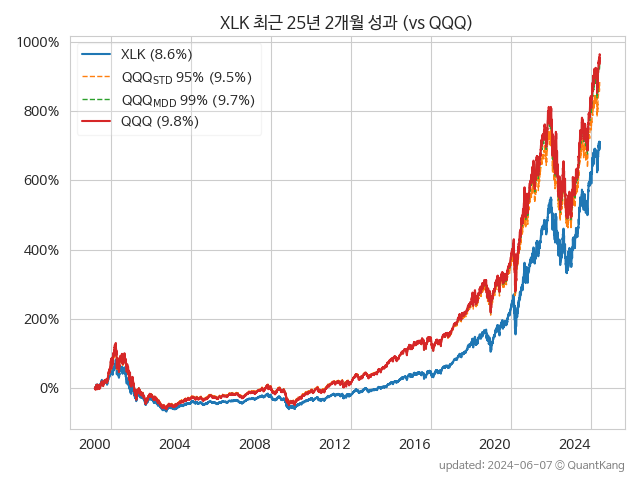 XLK 최근 25년 2개월 성과 (vs QQQ)
1000%
800%
600%
400%
200%
0%
XLK (8.6%)
QQQSTD 95% (9.5%)
QQQMDD 99% (9.7%)
QQQ (9.8%)
2000 2004 2008 2012 2016 2020 2024
updated: 2024-06-07 © QuantKang